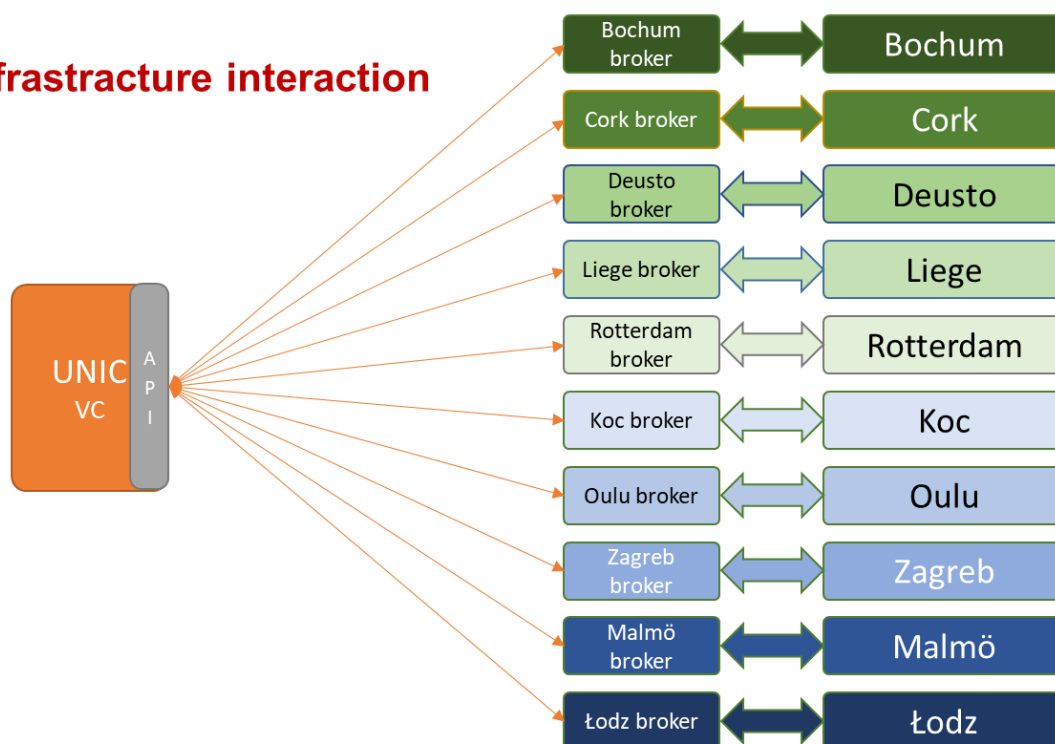 frastracture interaction
Bochum
broker
Bochum
Cork broker
Cork
Deusto
broker
Deusto
Liege broker
Liege
Rotterdam
broker
Rotterdam
UNIC
VC
A
P
I
Koc broker
Koc
Oulu broker
Oulu
Zagreb
broker
Zagreb
Malmö
broker
Malmö
Łodz broker
Łodz